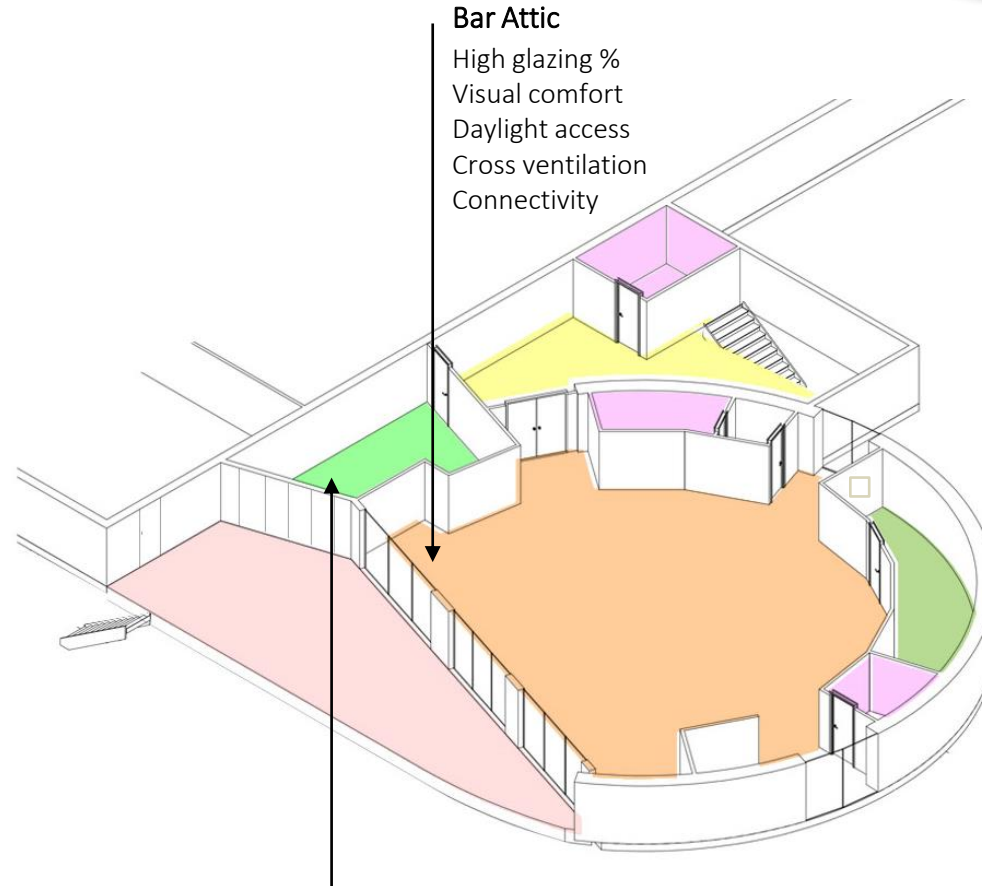 Bar Attic
High glazing %
Visual comfort
Daylight access
Cross ventilation
Connectivity